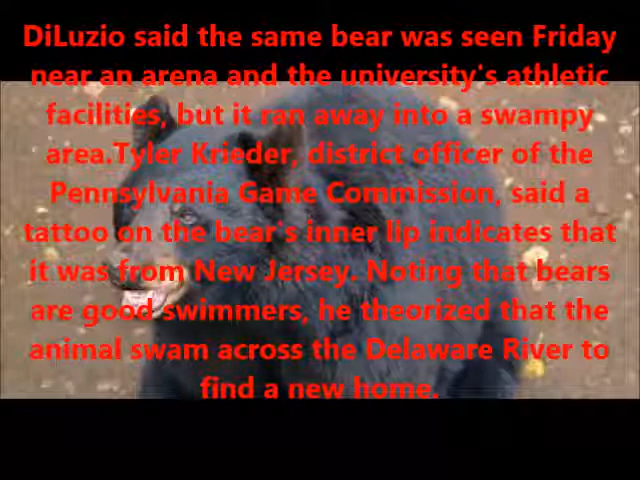 DiLuzio said the same bear was seen Friday
near an arena and the university's athletic
facilities, but it ran away into a swampy
area.Tyler Krieder, district officer of the
Pennsylvania Game Commission, said a
tattoo on the bear's inner lip indicates that
it was from New Jersey. Noting that bears
are good swimmers, he theorized that the
animal swam across the Delaware River to
find a new home.